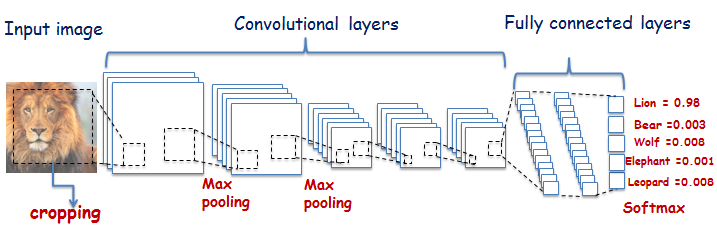 Input image
Convolutional layers
Fully connected layers
Lion = 0.98
Bear =0.003
Wolf =0.008
Elephant =0.001
Leopard =0.008
Max
pooling
Max
pooling
cropping
Softmax